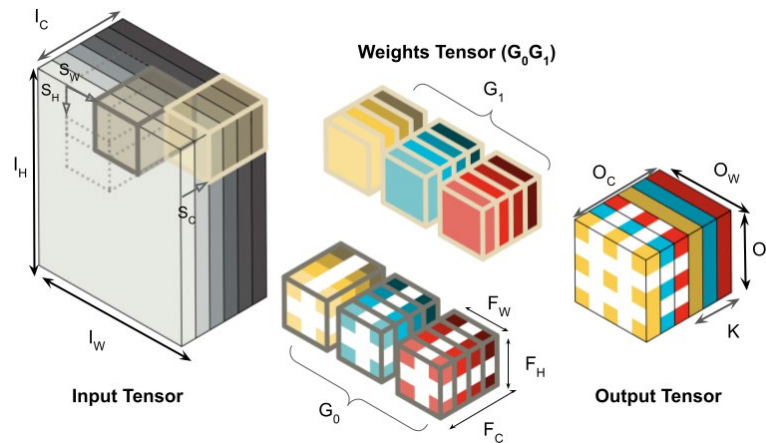 I_C
S_W
S_H
I_H
S_C
I_W
Input Tensor
Weights Tensor (G_0G_1)
G_1
G_0
F_W
F_H
F_C
O_C
O_W
O
K
Output Tensor